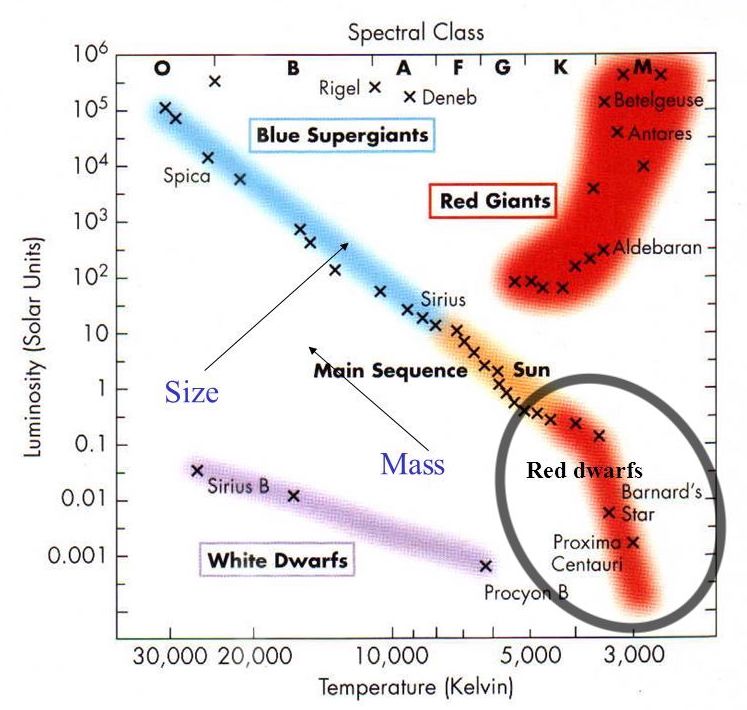 Spectral Class
10⁶
O B A F G K M
Rigel
Deneb
10⁵
Betelgeuse
Blue Supergiants
Antares
10⁴
Spica
Red Giants
10³
Aldebaran
10²
Sirius
10
Main Sequence
Sun
Size
1
Mass
0.1
Red dwarfs
Sirius B
Barnard's
Star
0.01
Proxima
Centauri
0.001
White Dwarfs
Procyon B
Luminosity (Solar Units)
30,000 20,000 10,000 5,000 3,000
Temperature (Kelvin)